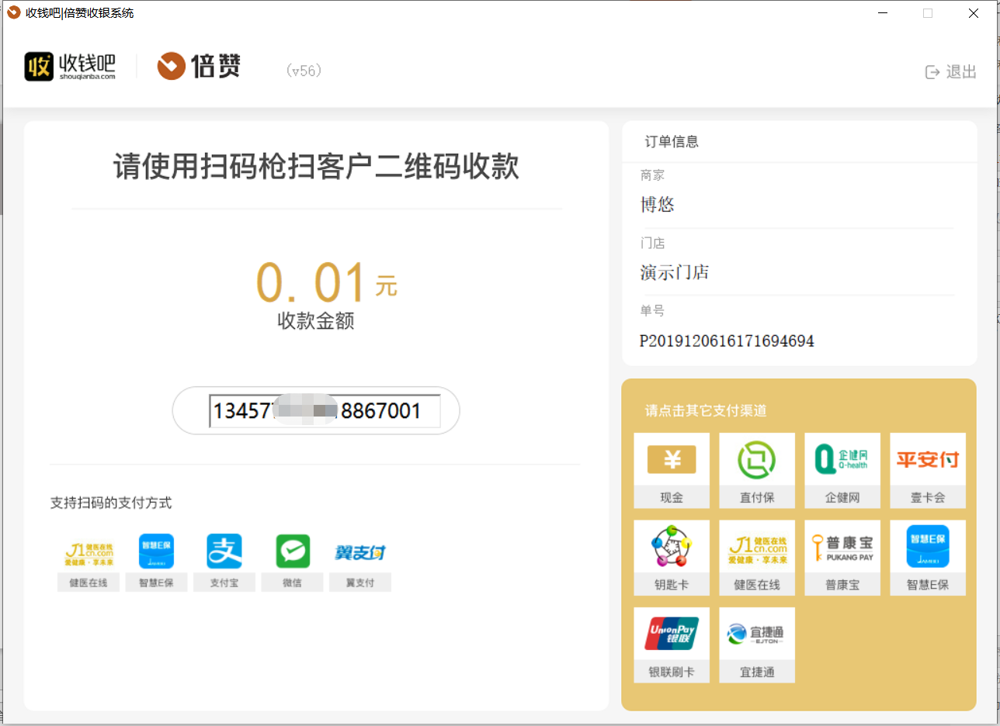 收钱吧|倍赞收银系统
收 收钱吧 倍赞 (v56) 退出
shouqianba.com
请使用扫码枪扫客户二维码收款
0.01元
收款金额
13457 8867001
支持扫码的支付方式
J1健医在线
cn.com
爱健康·享未来
智慧E保
JIANYIBAO
支
翼支付
健医在线 智慧E保 支付宝 微信 翼支付
订单信息
商家
博悠
门店
演示门店
单号
P2019120616171694694
请点击其它支付渠道
¥
企健网
Q-health
平安付
现金 直付保 企健网 壹卡会
J1健医在线
cn.com
爱健康·享未来
普康宝
PUKANG PAY
智慧E保
钥匙卡 健医在线 普康宝 智慧E保
UnionPay
银联
宜捷通
EJTON
银联刷卡 宜捷通